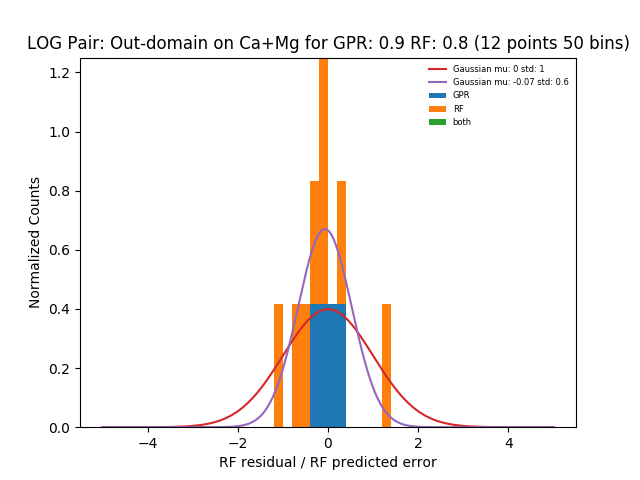 LOG Pair: Out-domain on Ca+Mg for GPR: 0.9 RF: 0.8 (12 points 50 bins)
Gaussian mu: 0 std: 1
Gaussian mu: -0.07 std: 0.6
GPR
RF
both
Normalized Counts
1.2
1.0
0.8
0.6
0.4
0.2
0.0
−4 −2 0 2 4
RF residual / RF predicted error